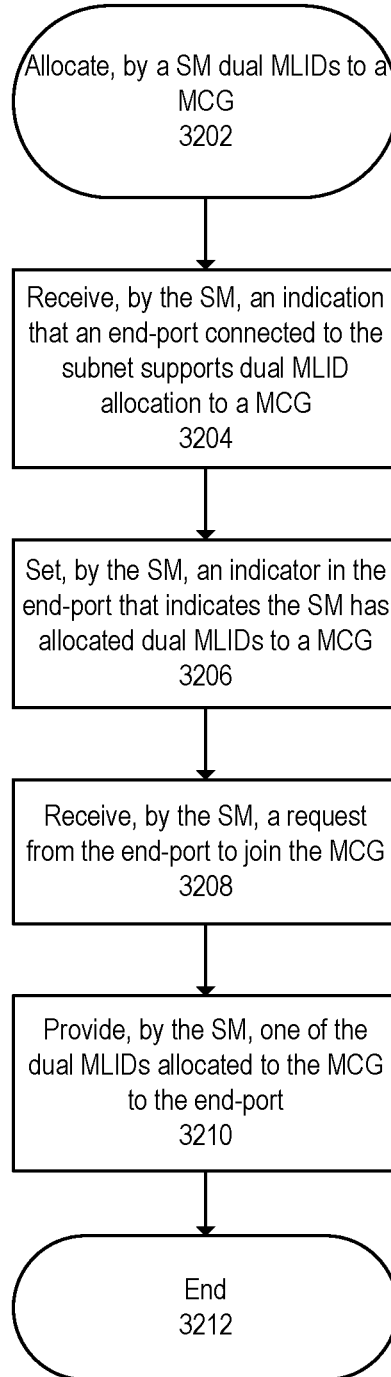 Allocate, by a SM dual MLIDs to a
MCG
3202
Receive, by the SM, an indication
that an end-port connected to the
subnet supports dual MLID
allocation to a MCG
3204
Set, by the SM, an indicator in the
end-port that indicates the SM has
allocated dual MLIDs to a MCG
3206
Receive, by the SM, a request
from the end-port to join the MCG
3208
Provide, by the SM, one of the
dual MLIDs allocated to the MCG
to the end-port
3210
End
3212